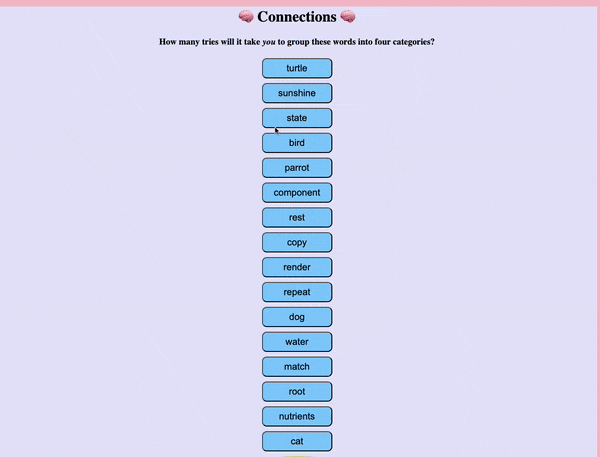 🧠 Connections 🧠
How many tries will it take you to group these words into four categories?
turtle
sunshine
state
bird
parrot
component
rest
copy
render
repeat
dog
water
match
root
nutrients
cat